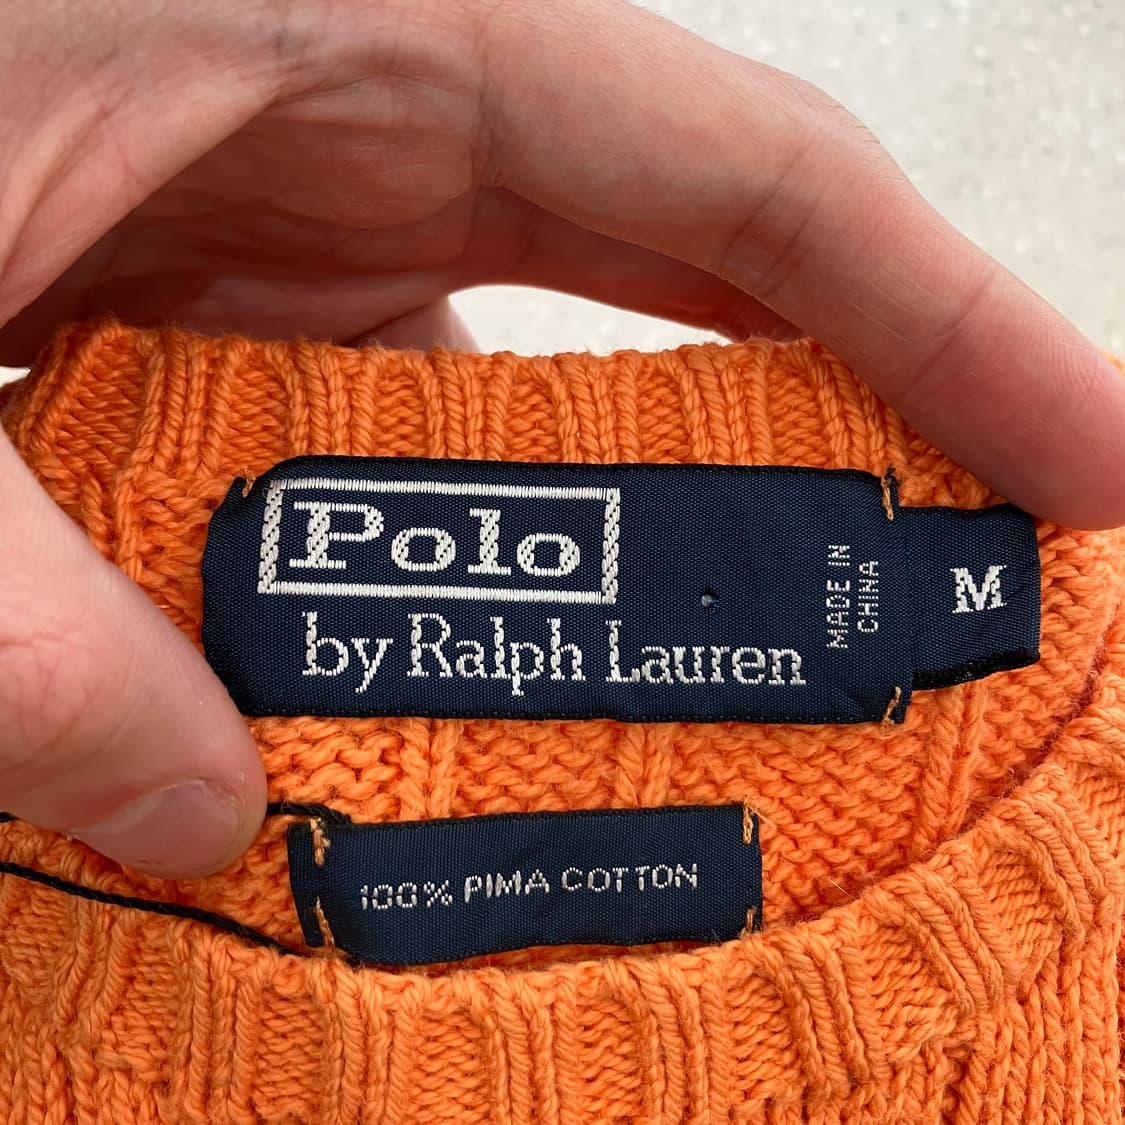 Polo
by Ralph Lauren
MADE IN
CHINA
M
100% PIMA COTTON